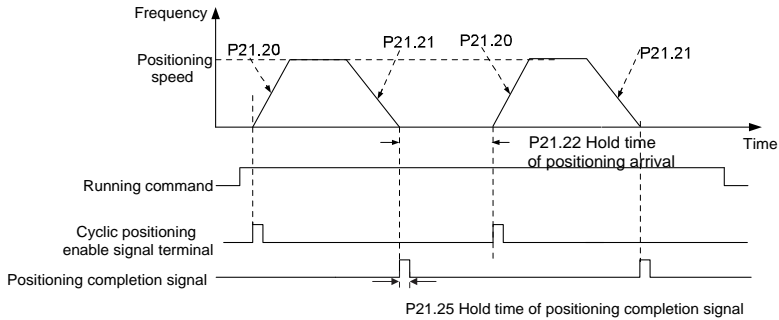 Frequency
P21.20
P21.21
P21.20
P21.21
Positioning
speed
Time
P21.22 Hold time
of positioning arrival
Running command
Cyclic positioning
enable signal terminal
Positioning completion signal
P21.25 Hold time of positioning completion signal